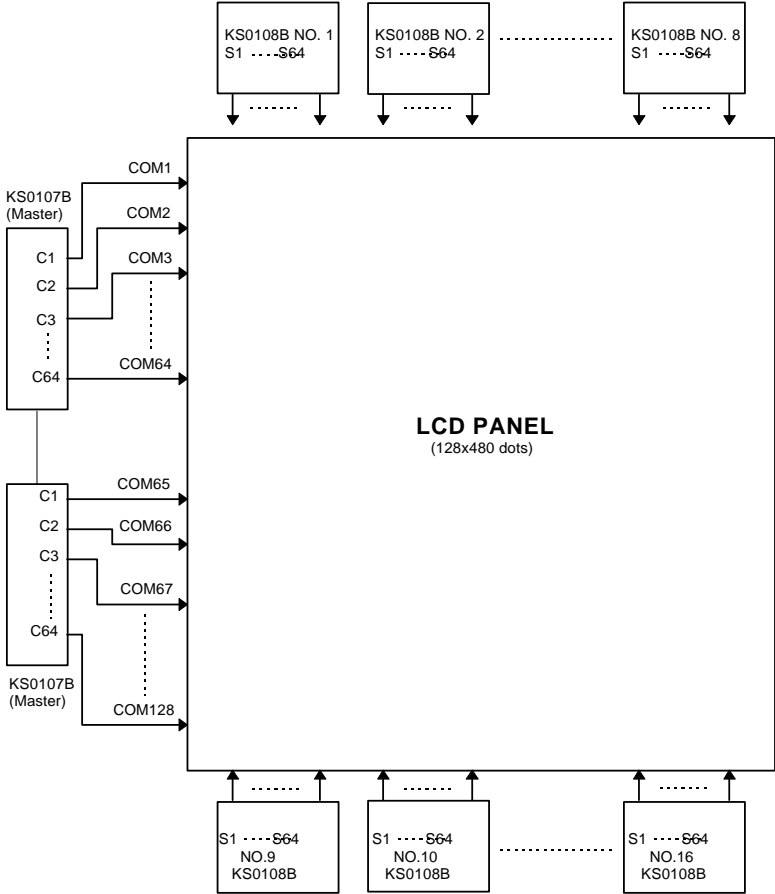 KS0108B NO. 1
S1 ------- S64
KS0108B NO. 2
S1 ------- S64
KS0108B NO. 8
S1 ------- S64
KS0107B
(Master)
C1
C2
C3
C64
COM1
COM2
COM3
COM64
LCD PANEL
(128x480 dots)
C1
C2
C3
C64
KS0107B
(Master)
COM65
COM66
COM67
COM128
S1 ------- S64
NO.9
KS0108B
S1 ------- S64
NO.10
KS0108B
S1 ------- S64
NO.16
KS0108B